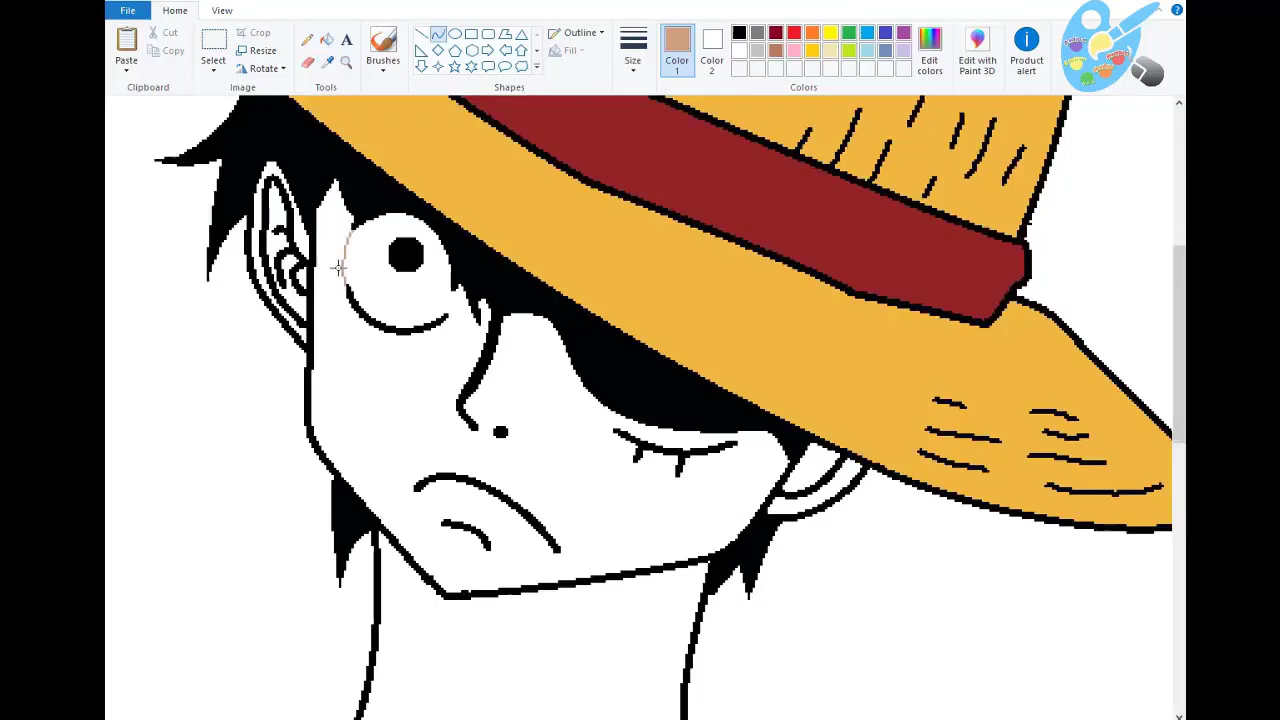 File Home View
Paste
Cut
Copy
Clipboard
Select
Crop
Resize
Rotate
Image
A
Tools
Brushes
Outline
Fill
Shapes
Size
Color 1
Color 2
Edit colors
Colors
Edit with Paint 3D
Product alert